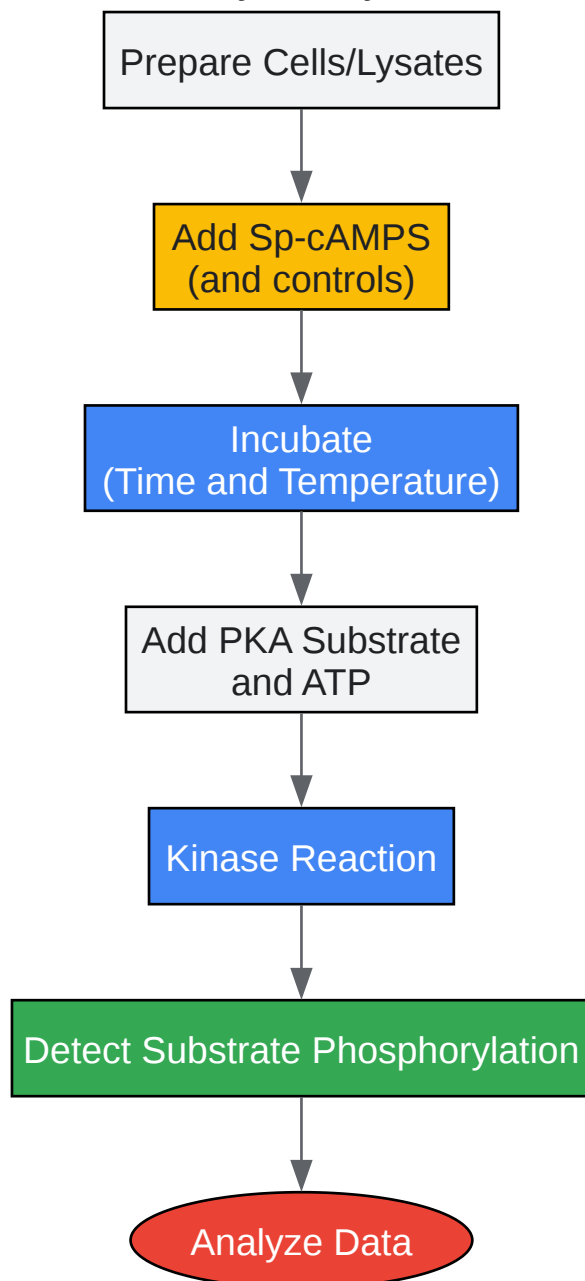 Prepare Cells/Lysates
Add Sp-cAMPS
(and controls)
Incubate
(Time and Temperature)
Add PKA Substrate
and ATP
Kinase Reaction
Detect Substrate Phosphorylation
Analyze Data